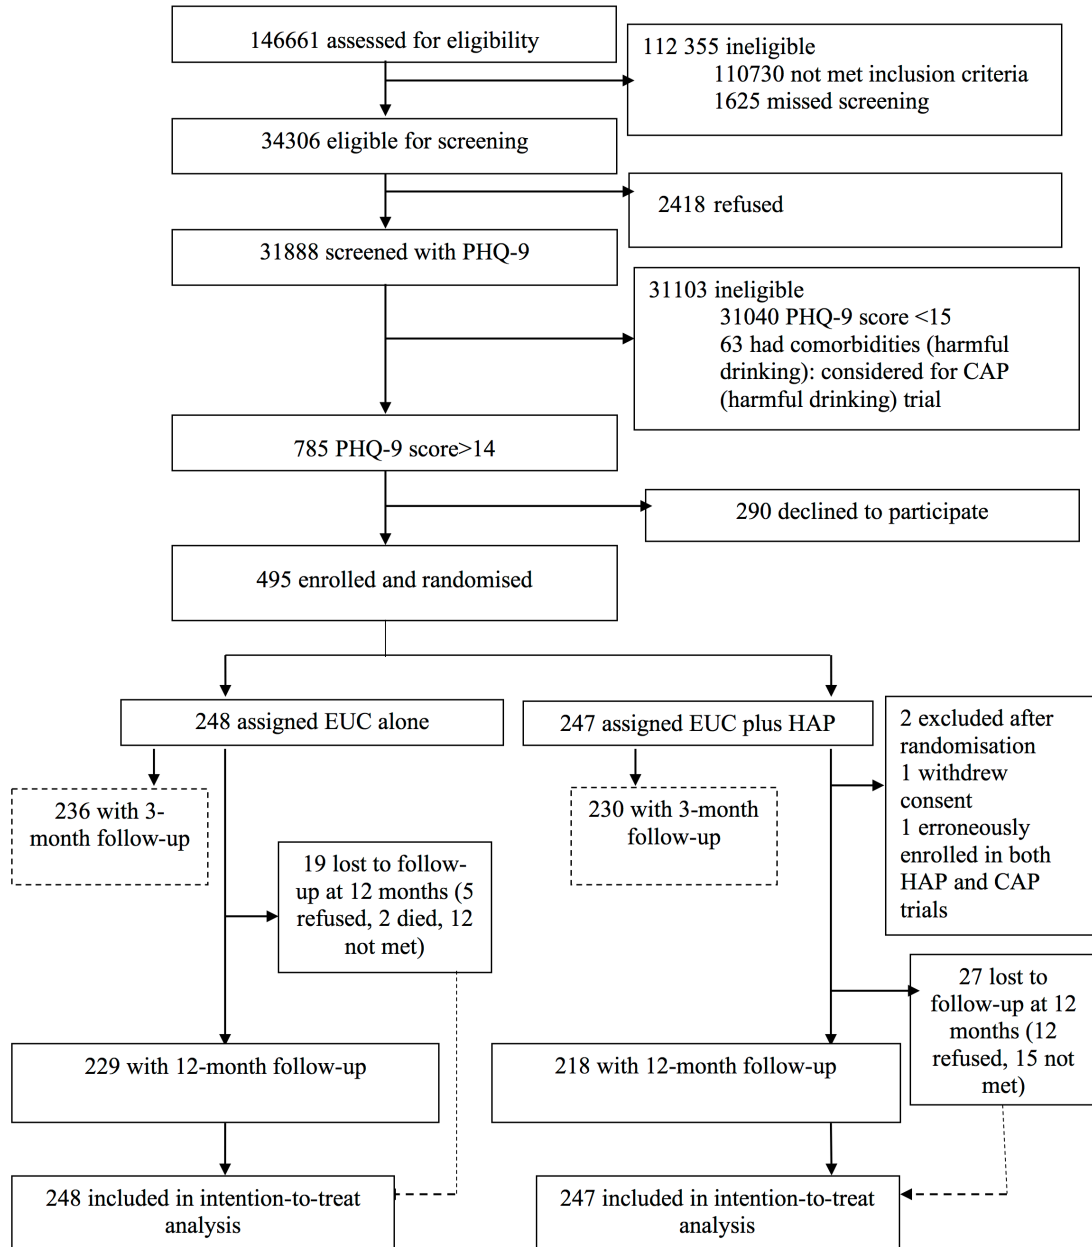 146661 assessed for eligibility
112 355 ineligible
110730 not met inclusion criteria
1625 missed screening
34306 eligible for screening
2418 refused
31888 screened with PHQ-9
31103 ineligible
31040 PHQ-9 score <15
63 had comorbidities (harmful
drinking): considered for CAP
(harmful drinking) trial
785 PHQ-9 score>14
290 declined to participate
495 enrolled and randomised
248 assigned EUC alone
247 assigned EUC plus HAP
2 excluded after
randomisation
1 withdrew
consent
1 erroneously
enrolled in both
HAP and CAP
trials
236 with 3-
month follow-up
230 with 3-month
follow-up
19 lost to follow-
up at 12 months (5
refused, 2 died, 12
not met)
27 lost to
follow-up at 12
months (12
refused, 15 not
met)
229 with 12-month follow-up
218 with 12-month follow-up
248 included in intention-to-treat
analysis
247 included in intention-to-treat
analysis